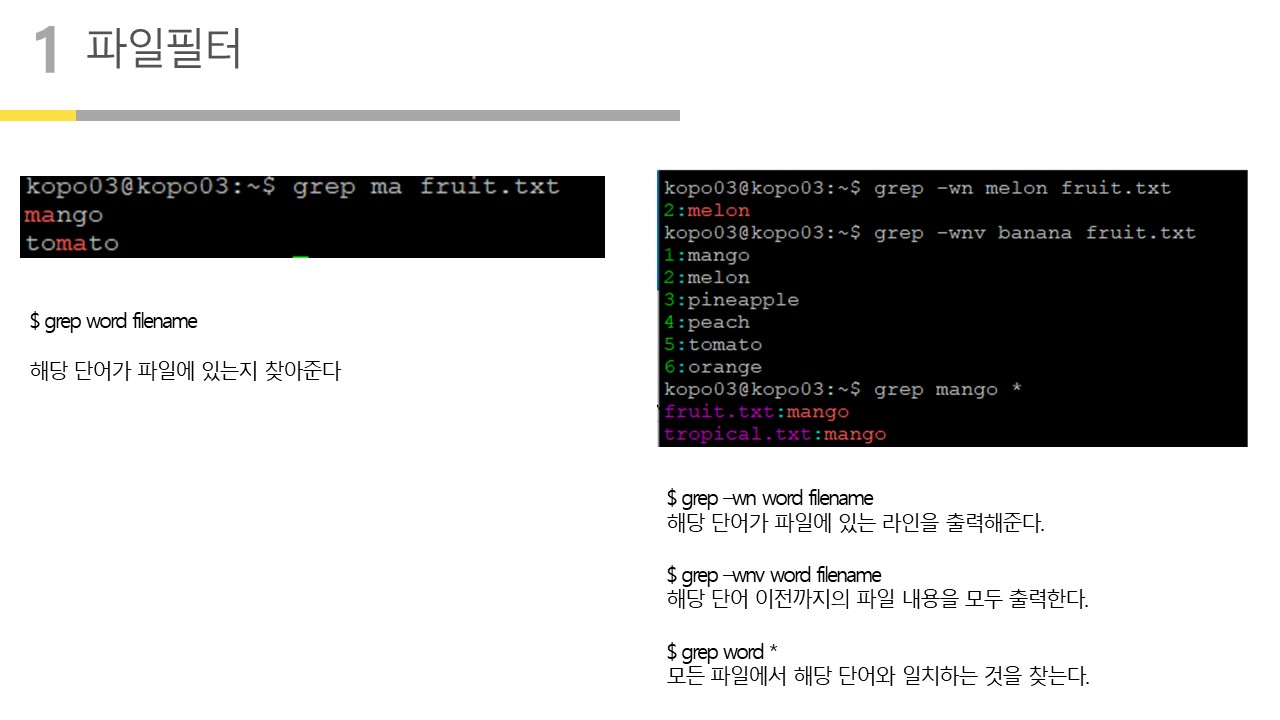 1 파일필터
kopo03@kopo03:~$ grep ma fruit.txt
mango
tomato
$ grep word filename
해당 단어가 파일에 있는지 찾아준다
kopo03@kopo03:~$ grep -wn melon fruit.txt
2:melon
kopo03@kopo03:~$ grep -wnv banana fruit.txt
1:mango
2:melon
3:pineapple
4:peach
5:tomato
6:orange
kopo03@kopo03:~$ grep mango *
fruit.txt:mango
tropical.txt:mango
$ grep –wn word filename
해당 단어가 파일에 있는 라인을 출력해준다.
$ grep –wnv word filename
해당 단어 이전까지의 파일 내용을 모두 출력한다.
$ grep word *
모든 파일에서 해당 단어와 일치하는 것을 찾는다.